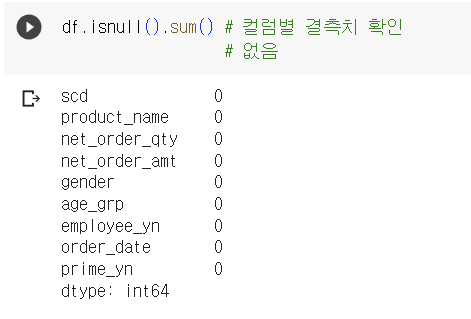 df.isnull().sum() # 컬럼별 결측치 확인
# 없음
scd 0
product_name 0
net_order_qty 0
net_order_amt 0
gender 0
age_grp 0
employee_yn 0
order_date 0
prime_yn 0
dtype: int64